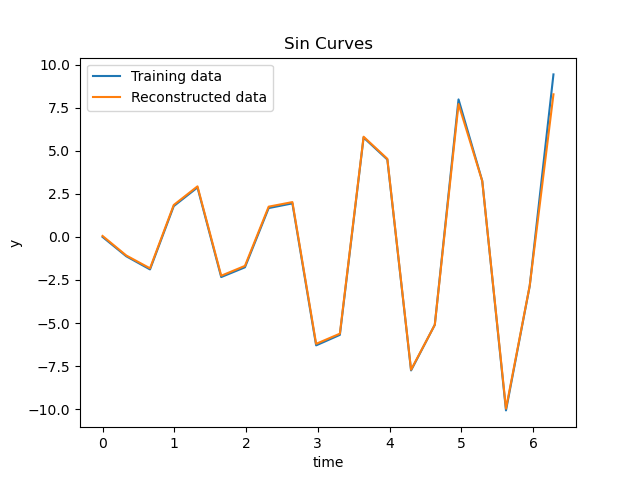 Sin Curves
Training data
Reconstructed data
10.0
7.5
5.0
2.5
0.0
−2.5
−5.0
−7.5
−10.0
y
0 1 2 3 4 5 6
time